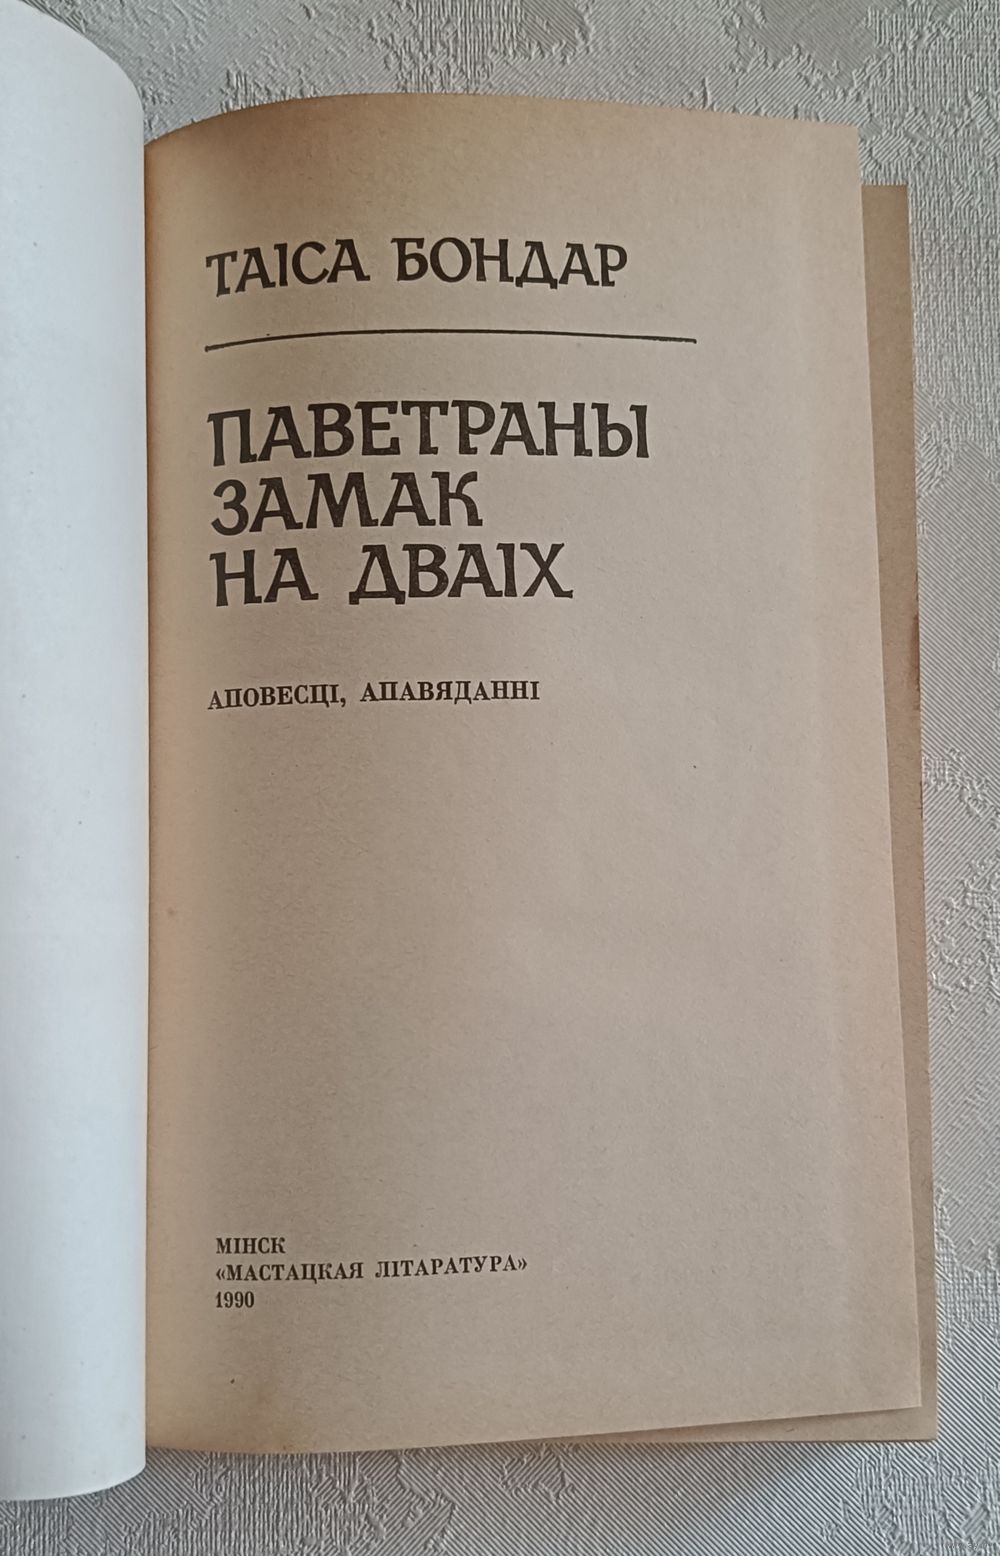 ТАІСА БОНДАР
ПАВЕТРАНЫ
ЗАМАК
НА ДВАІХ
АПОВЕСЦІ, АПАВЯДАННІ
МІНСК
«МАСТАЦКАЯ ЛІТАРАТУРА»
1990